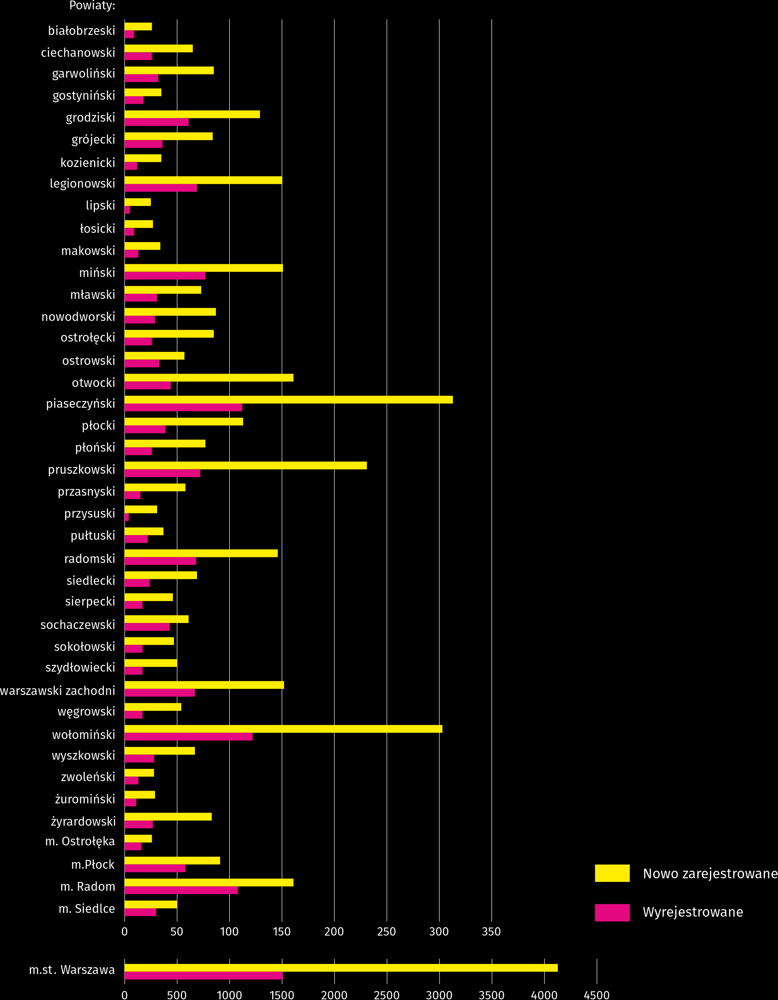 Powiaty:
białobrzeski
ciechanowski
garwoliński
gostyniński
grodziski
grójecki
kozienicki
legionowski
lipski
łosicki
makowski
miński
mławski
nowodworski
ostrołęcki
ostrowski
otwocki
piaseczyński
płocki
płoński
pruszkowski
przasnyski
przysuski
pułtuski
radomski
siedlecki
sierpecki
sochaczewski
sokołowski
szydłowiecki
warszawski zachodni
węgrowski
wołomiński
wyszkowski
zwoleński
żuromiński
żyrardowski
m. Ostrołęka
m.Płock
m. Radom
m. Siedlce
0 50 100 150 200 250 300 350
Nowo zarejestrowane
Wyrejestrowane
m.st. Warszawa
0 500 1000 1500 2000 2500 3000 3500 4000 4500